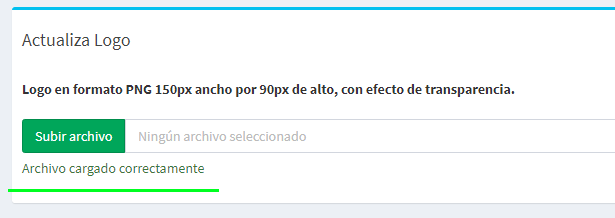 Actualiza Logo
Logo en formato PNG 150px ancho por 90px de alto, con efecto de transparencia.
Subir archivo Ningún archivo seleccionado
Archivo cargado correctamente